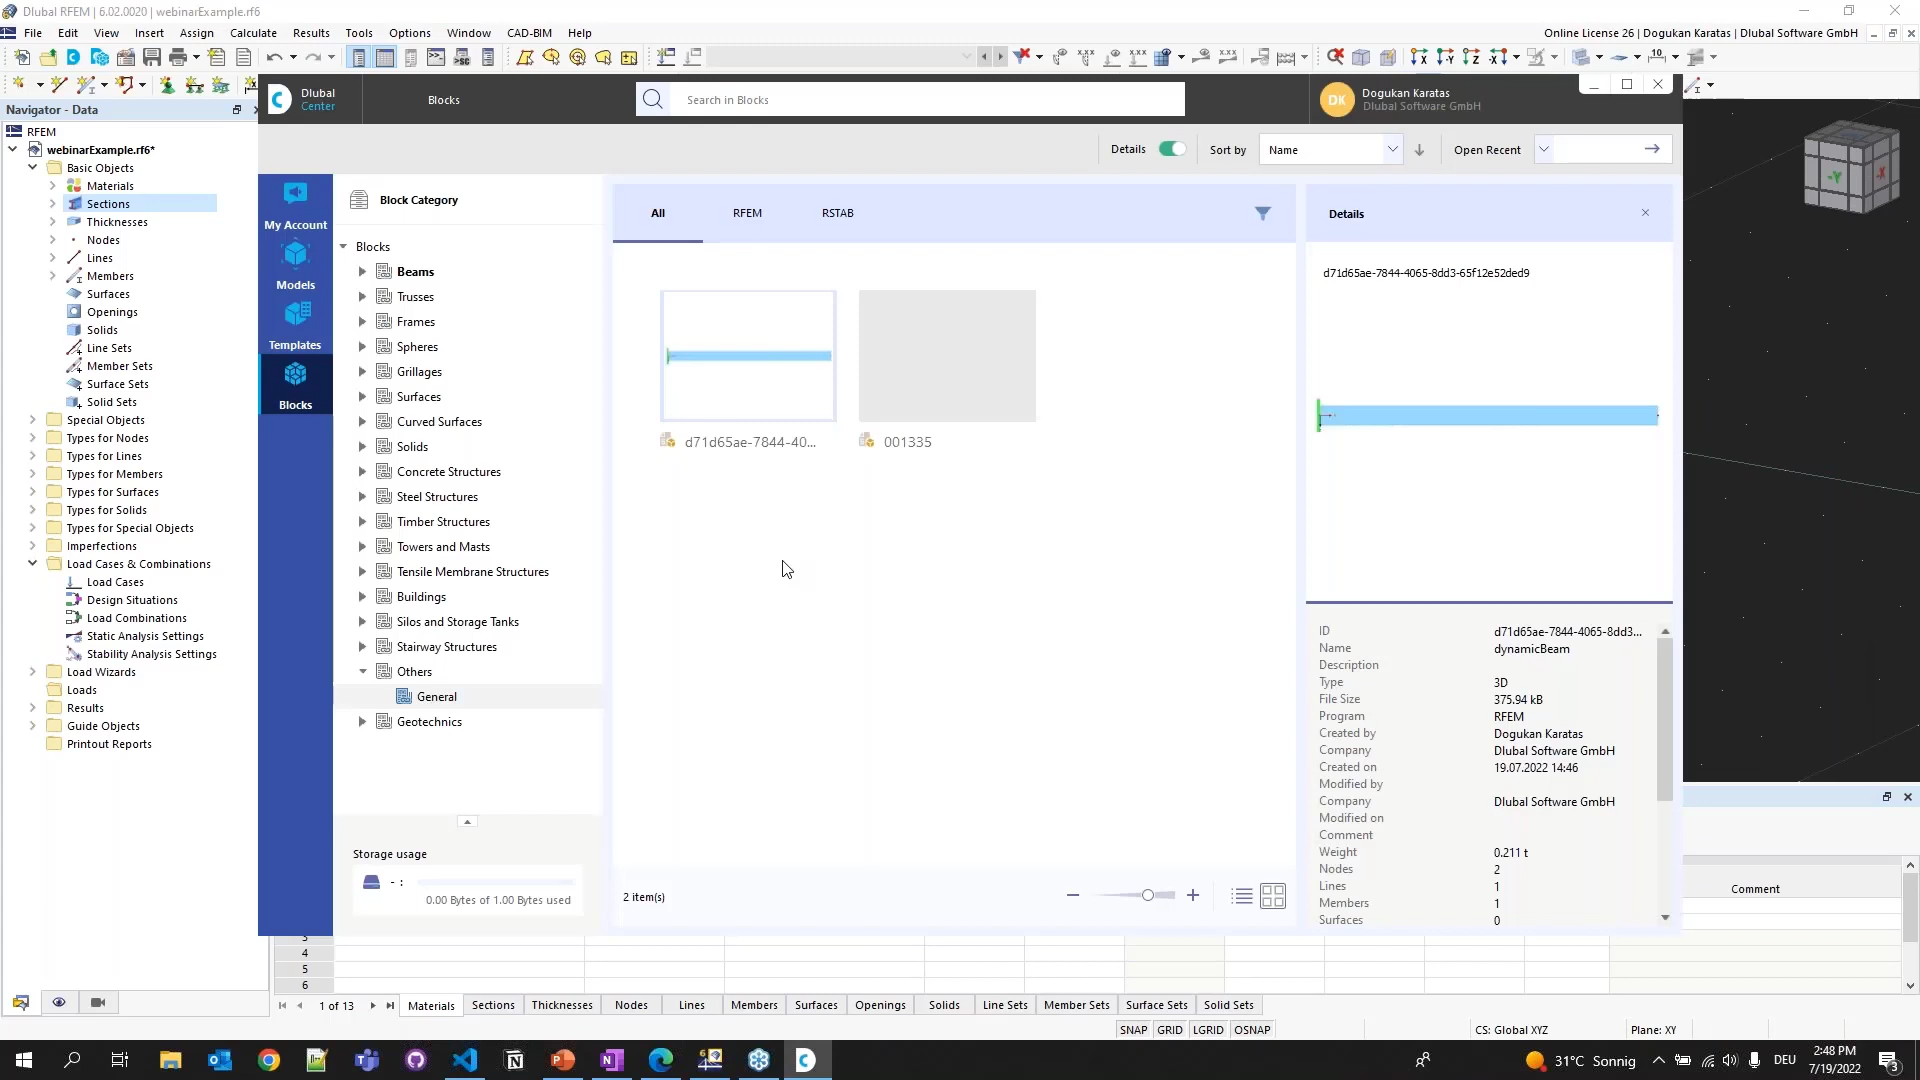 Dlubal RFEM | 6.02.0020 | webinarExample.rf6
File Edit View Insert Assign Calculate Results Tools Options Window CAD-BIM Help
Online License 26 | Dogukan Karatas | Dlubal Software GmbH
Navigator - Data
RFEM
webinarExample.rf6*
Basic Objects
Materials
Sections
Thicknesses
Nodes
Lines
Members
Surfaces
Openings
Solids
Line Sets
Member Sets
Surface Sets
Solid Sets
Special Objects
Types for Nodes
Types for Lines
Types for Members
Types for Surfaces
Types for Solids
Types for Special Objects
Imperfections
Load Cases & Combinations
Load Cases
Design Situations
Load Combinations
Static Analysis Settings
Stability Analysis Settings
Load Wizards
Loads
Results
Guide Objects
Printout Reports
Dlubal
Center
Blocks
Search in Blocks
DK
Dogukan Karatas
Dlubal Software GmbH
Details
Sort by
Name
Open Recent
My Account
Models
Templates
Blocks
Block Category
Blocks
Beams
Trusses
Frames
Spheres
Grillages
Surfaces
Curved Surfaces
Solids
Concrete Structures
Steel Structures
Timber Structures
Towers and Masts
Tensile Membrane Structures
Buildings
Silos and Storage Tanks
Stairway Structures
Others
General
Geotechnics
Storage usage
- :
0.00 Bytes of 1.00 Bytes used
All RFEM RSTAB
d71d65ae-7844-40...
001335
2 item(s)
Details
d71d65ae-7844-4065-8dd3-65f12e52ded9
ID d71d65ae-7844-4065-8dd3...
Name dynamicBeam
Description
Type 3D
File Size 375.94 kB
Program RFEM
Created by Dogukan Karatas
Company Dlubal Software GmbH
Created on 19.07.2022 14:46
Modified by
Company Dlubal Software GmbH
Modified on
Comment
Weight 0.211 t
Nodes 2
Lines 1
Members 1
Surfaces 0
-Y
-X
Comment
3
4
5
6
1 of 13
Materials Sections Thicknesses Nodes Lines Members Surfaces Openings Solids Line Sets Member Sets Surface Sets Solid Sets
SNAP GRID LGRID OSNAP
CS: Global XYZ
Plane: XY
31°C Sonnig
DEU
2:48 PM
7/19/2022
3